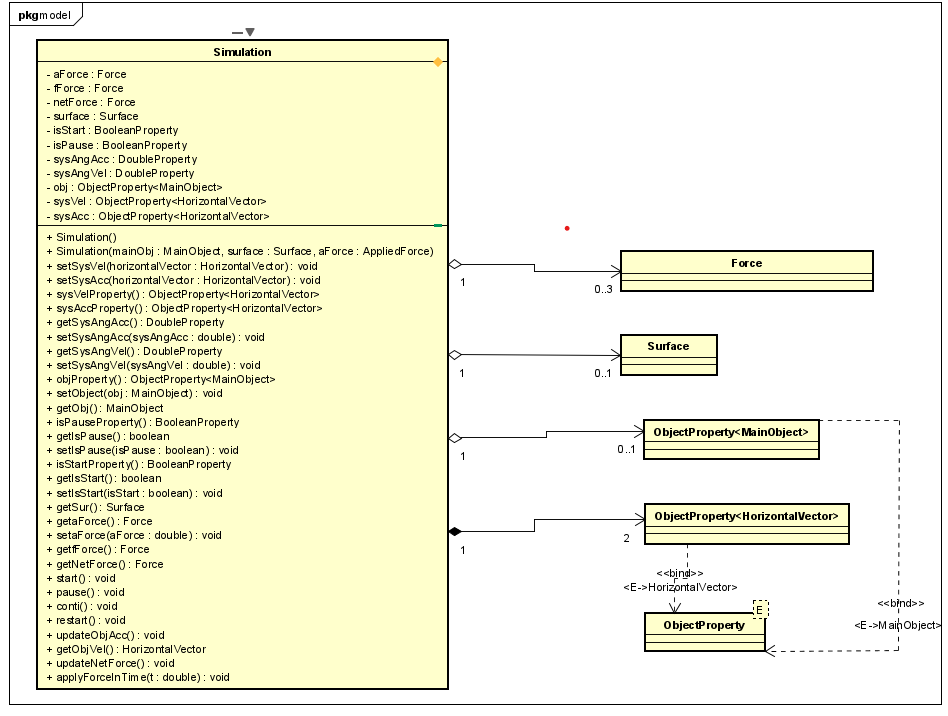 pkg model
Simulation
- aForce : Force
- fForce : Force
- netForce : Force
- surface : Surface
- isStart : BooleanProperty
- isPause : BooleanProperty
- sysAngAcc : DoubleProperty
- sysAngVel : DoubleProperty
- obj : ObjectProperty<MainObject>
- sysVel : ObjectProperty<HorizontalVector>
- sysAcc : ObjectProperty<HorizontalVector>
+ Simulation()
+ Simulation(mainObj : MainObject, surface : Surface, aForce : AppliedForce)
+ setSysVel(horizontalVector : HorizontalVector) : void
+ setSysAcc(horizontalVector : HorizontalVector) : void
+ sysVelProperty() : ObjectProperty<HorizontalVector>
+ sysAccProperty() : ObjectProperty<HorizontalVector>
+ getSysAngAcc() : DoubleProperty
+ setSysAngAcc(sysAngAcc : double) : void
+ getSysAngVel() : DoubleProperty
+ setSysAngVel(sysAngVel : double) : void
+ objProperty() : ObjectProperty<MainObject>
+ setObject(obj : MainObject) : void
+ getObj() : MainObject
+ isPauseProperty() : BooleanProperty
+ getIsPause() : boolean
+ setIsPause(isPause : boolean) : void
+ isStartProperty() : BooleanProperty
+ getIsStart() : boolean
+ setIsStart(isStart : boolean) : void
+ getSur() : Surface
+ getaForce() : Force
+ setaForce(aForce : double) : void
+ getfForce() : Force
+ getNetForce() : Force
+ start() : void
+ pause() : void
+ conti() : void
+ restart() : void
+ updateObjAcc() : void
+ getObjVel() : HorizontalVector
+ updateNetForce() : void
+ applyForceInTime(t : double) : void
Force
1
0..3
Surface
1
0..1
ObjectProperty<MainObject>
1
0..1
ObjectProperty<HorizontalVector>
1
2
<<bind>>
<E->HorizontalVector>
<<bind>>
<E->MainObject>
E
ObjectProperty